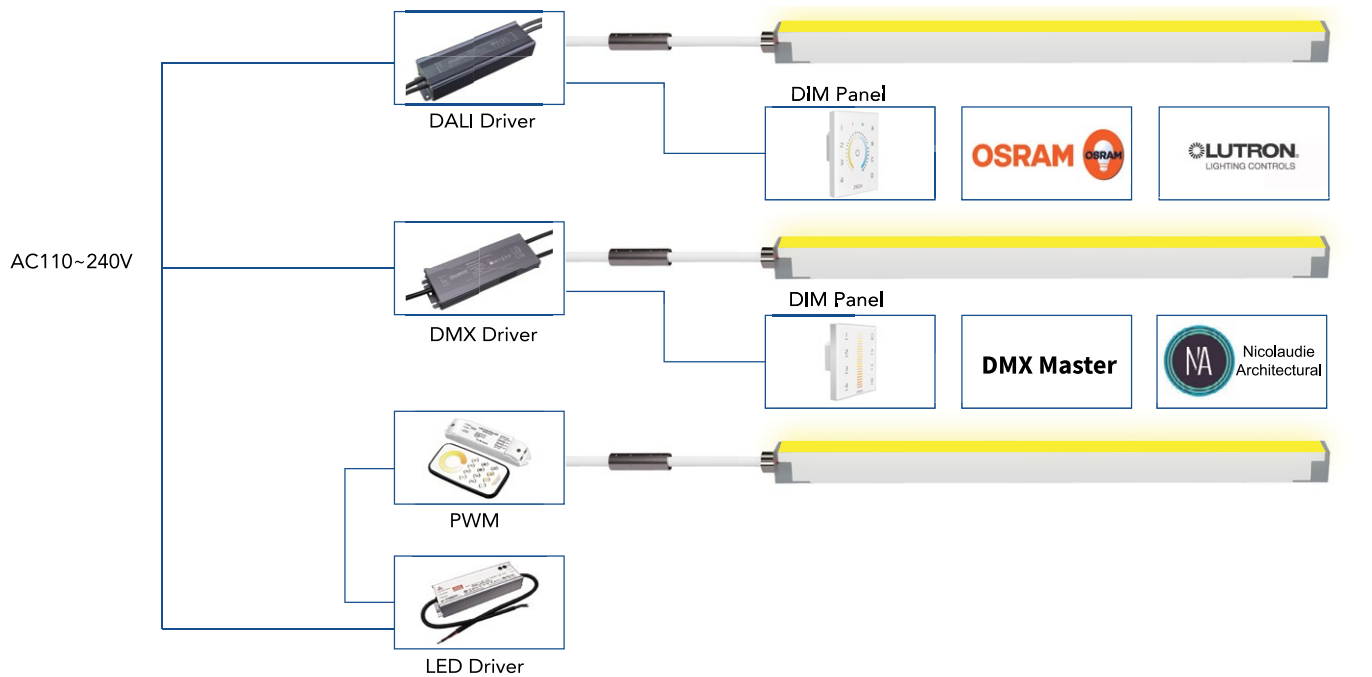 DALI Driver
DIM Panel
OSRAM
OSRAM
LUTRON
LIGHTING CONTROLS
AC110~240V
DMX Driver
DIM Panel
DMX Master
NA
Nicolaudie
Architectural
PWM
LED Driver